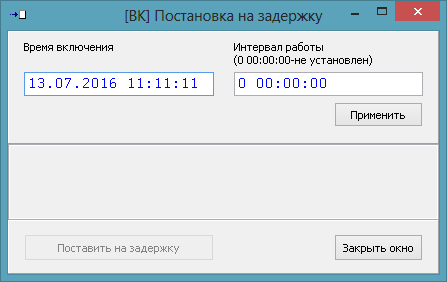 [ВК] Постановка на задержку
Время включения
Интервал работы
(0 00:00:00-не установлен)
13.07.2016 11:11:11
0 00:00:00
Применить
Поставить на задержку
Закрыть окно